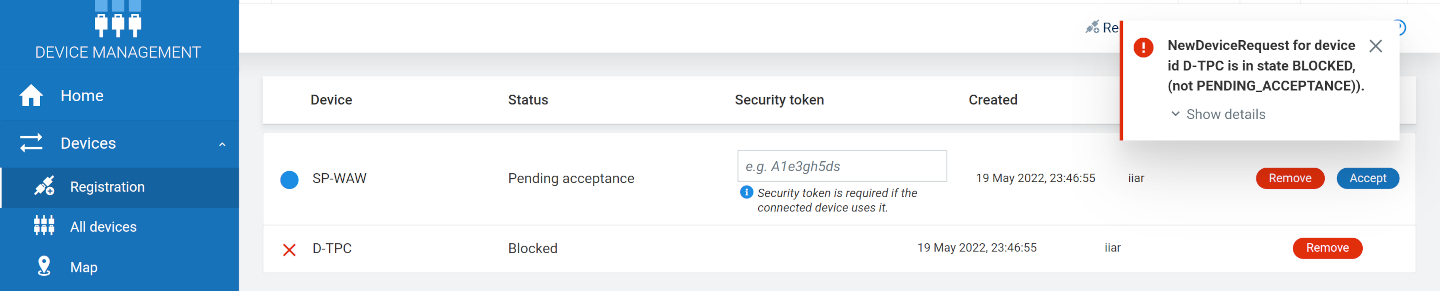 DEVICE MANAGEMENT
Home
Devices
Registration
All devices
Map
Re
NewDeviceRequest for device
id D-TPC is in state BLOCKED,
(not PENDING_ACCEPTANCE)).
Show details
Device Status Security token Created
SP-WAW Pending acceptance e.g. A1e3gh5ds 19 May 2022, 23:46:55 iiar Remove Accept
Security token is required if the
connected device uses it.
D-TPC Blocked 19 May 2022, 23:46:55 iiar Remove